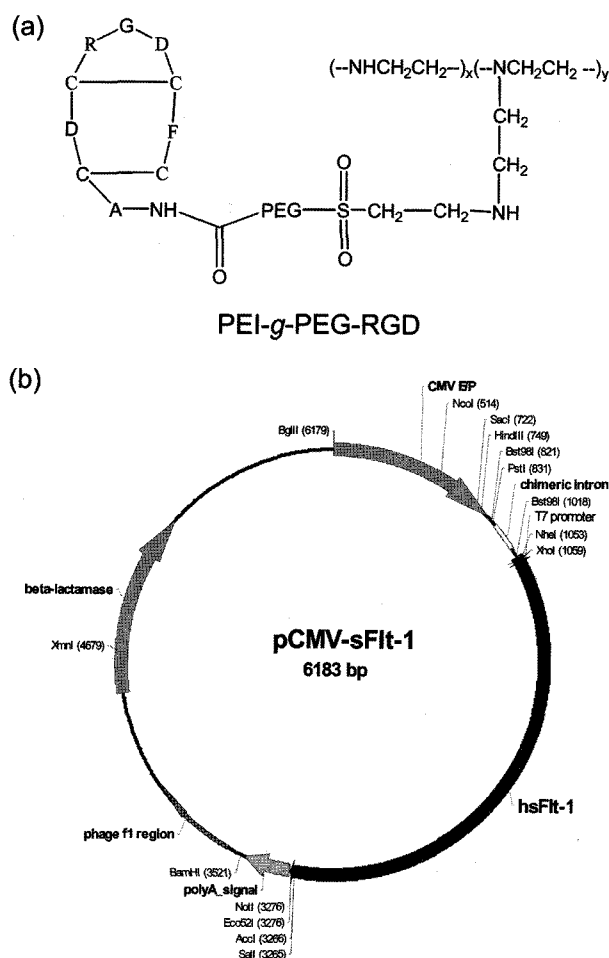 (a)
G
R D
(--NHCH2CH2--)x(--NCH2CH2 --)y
C C
CH2
D F
CH2
C C
O
A NH PEG S CH2 CH2 NH
O O
PEI-g-PEG-RGD
(b)
CMV E/P
NcoI (514)
BglII (6179)
SacI (722)
HindIII (749)
Bst98I (821)
PstI (831)
chimeric intron
Bst98I (1018)
T7 promoter
NheI (1053)
XhoI (1059)
beta-lactamase
XmnI (4679)
pCMV-sFlt-1
6183 bp
hsFlt-1
phage f1 region
BamHI (3521)
polyA_signal
NotI (3276)
Eco52I (3276)
AccI (3266)
SalI (3265)